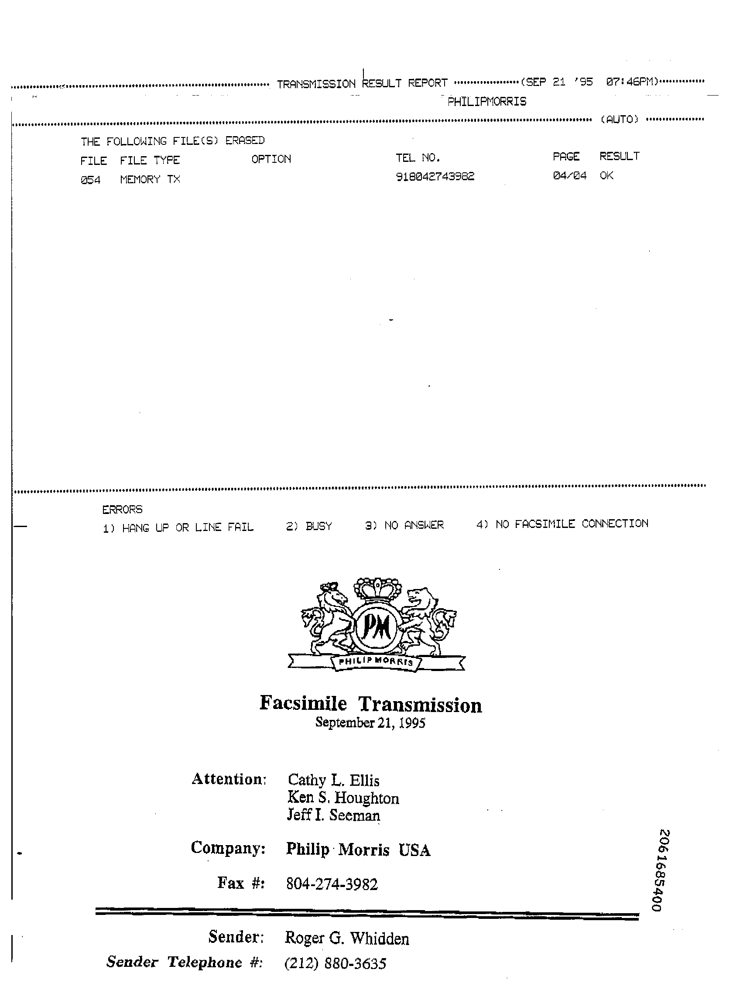 TRANSMISSION RESULT REPORT (SEP 21 '95 07:46PM)
PHILIPMORRIS
(AUTO)
THE FOLLOWING FILE(S) ERASED
FILE FILE TYPE OPTION TEL NO. PAGE RESULT
054 MEMORY TX 918042743982 04/04 OK
ERRORS
1) HANG UP OR LINE FAIL 2) BUSY 3) NO ANSWER 4) NO FACSIMILE CONNECTION
PM
PHILIP MORRIS
Facsimile Transmission
September 21, 1995
Attention: Cathy L. Ellis
Ken S. Houghton
Jeff I. Seeman
Company: Philip Morris USA
Fax #: 804-274-3982
2061685400
Sender: Roger G. Whidden
Sender Telephone #: (212) 880-3635